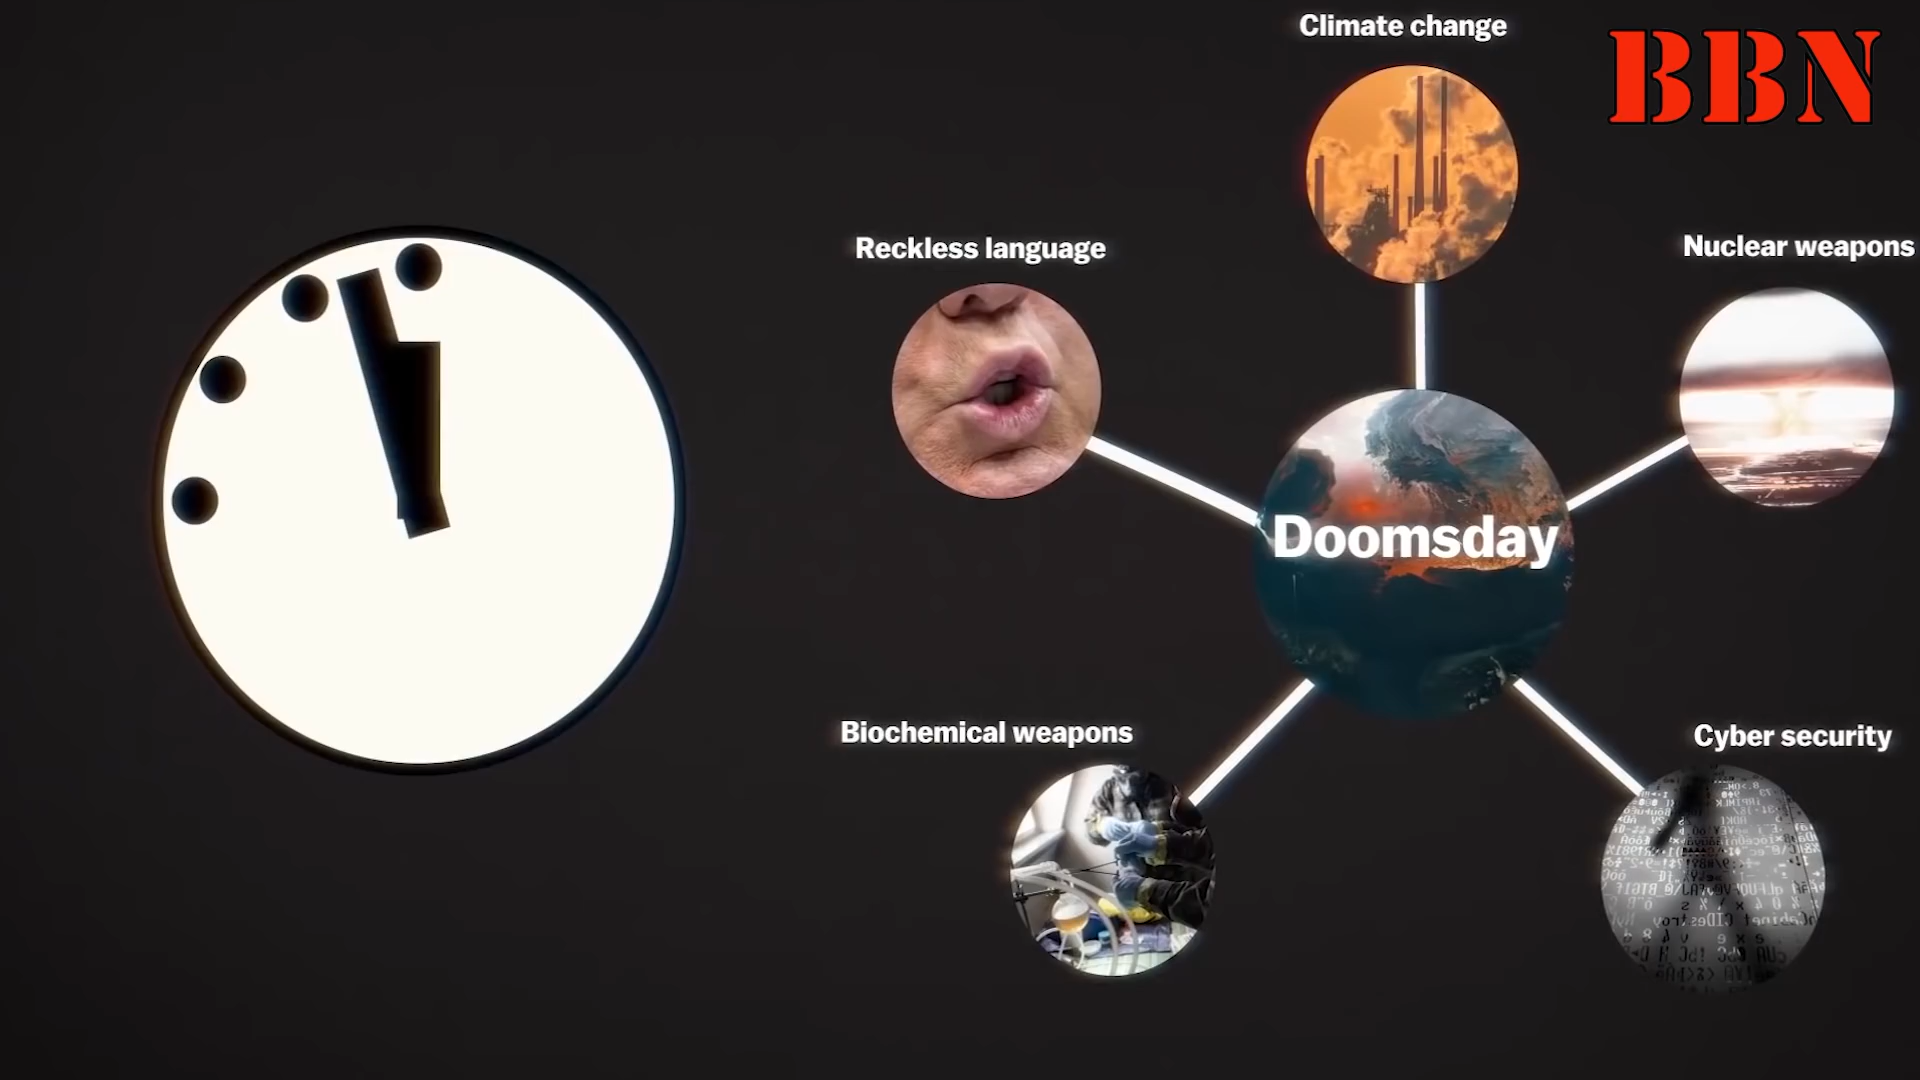 Climate change
BBN
Reckless language
Nuclear weapons
Doomsday
Biochemical weapons
Cyber security